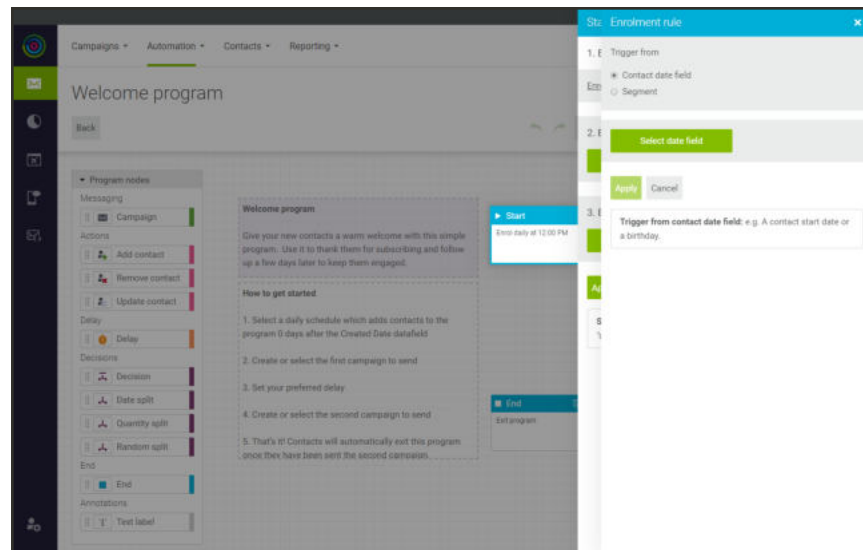 Campaigns
Automation
Contacts
Reporting
Welcome program
Back
Program nodes
Messaging
Campaign
Actions
Add contact
Remove contact
Update contact
Delay
Delay
Decisions
Decision
Date split
Quantity split
Random split
End
End
Annotations
Text label
Welcome program
Give your new contacts a warm welcome with this simple
program. Use it to thank them for subscribing and follow
up a few days later to keep them engaged.
How to get started
1. Select a daily schedule which adds contacts to the
program 0 days after the Created Date datafield
2. Create or select the first campaign to send
3. Set your preferred delay
4. Create or select the second campaign to send
5. That's it! Contacts will automatically exit this program
once they have been sent the second campaign.
Start
Enrol daily at 12:00 PM
End
Exit program
Sta
1. E
Enr
2. E
3. E
Ap
S
Enrolment rule
Trigger from
Contact date field
Segment
Select date field
Apply
Cancel
Trigger from contact date field: e.g. A contact start date or
a birthday.